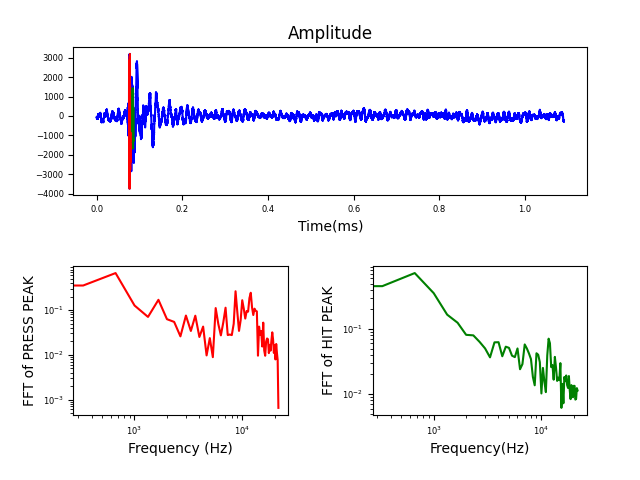 Amplitude
3000
2000
1000
0
−1000
−2000
−3000
−4000
0.0 0.2 0.4 0.6 0.8 1.0
Time(ms)
FFT of PRESS PEAK
10⁻¹
10⁻²
10⁻³
10³ 10⁴
Frequency (Hz)
FFT of HIT PEAK
10⁻¹
10⁻²
10³ 10⁴
Frequency(Hz)